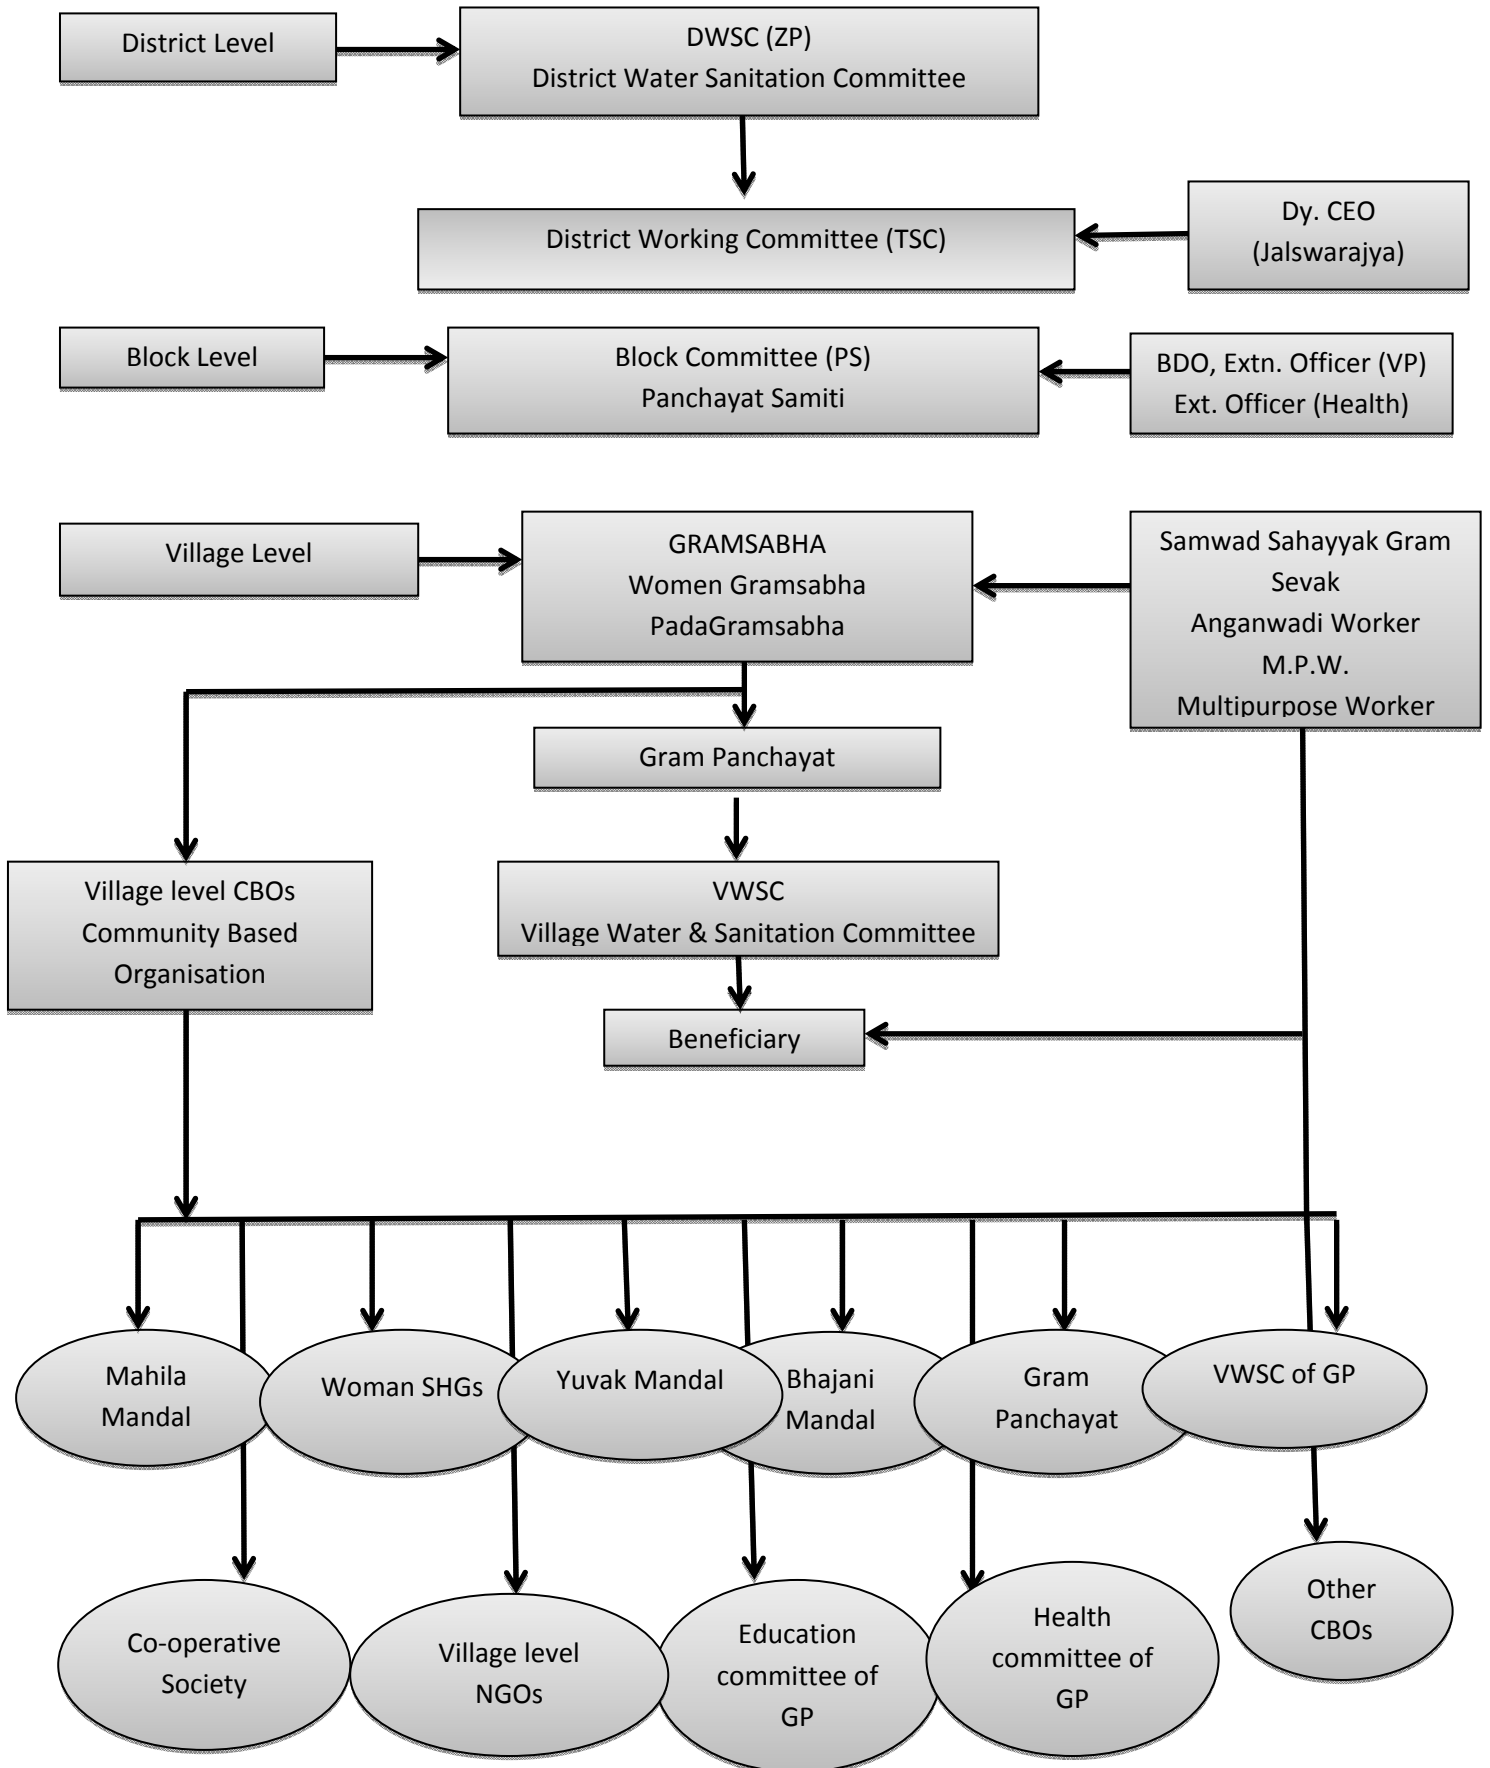 District Level
DWSC (ZP)
District Water Sanitation Committee
District Working Committee (TSC)
Dy. CEO
(Jalswarajya)
Block Level
Block Committee (PS)
Panchayat Samiti
BDO, Extn. Officer (VP)
Ext. Officer (Health)
Village Level
GRAMSABHA
Women Gramsabha
PadaGramsabha
Samwad Sahayyak Gram
Sevak
Anganwadi Worker
M.P.W.
Multipurpose Worker
Gram Panchayat
Village level CBOs
Community Based
Organisation
VWSC
Village Water & Sanitation Committee
Beneficiary
Mahila
Mandal
Woman SHGs
Yuvak Mandal
Bhajani
Mandal
Gram
Panchayat
VWSC of GP
Co-operative
Society
Village level
NGOs
Education
committee of
GP
Health
committee of
GP
Other
CBOs